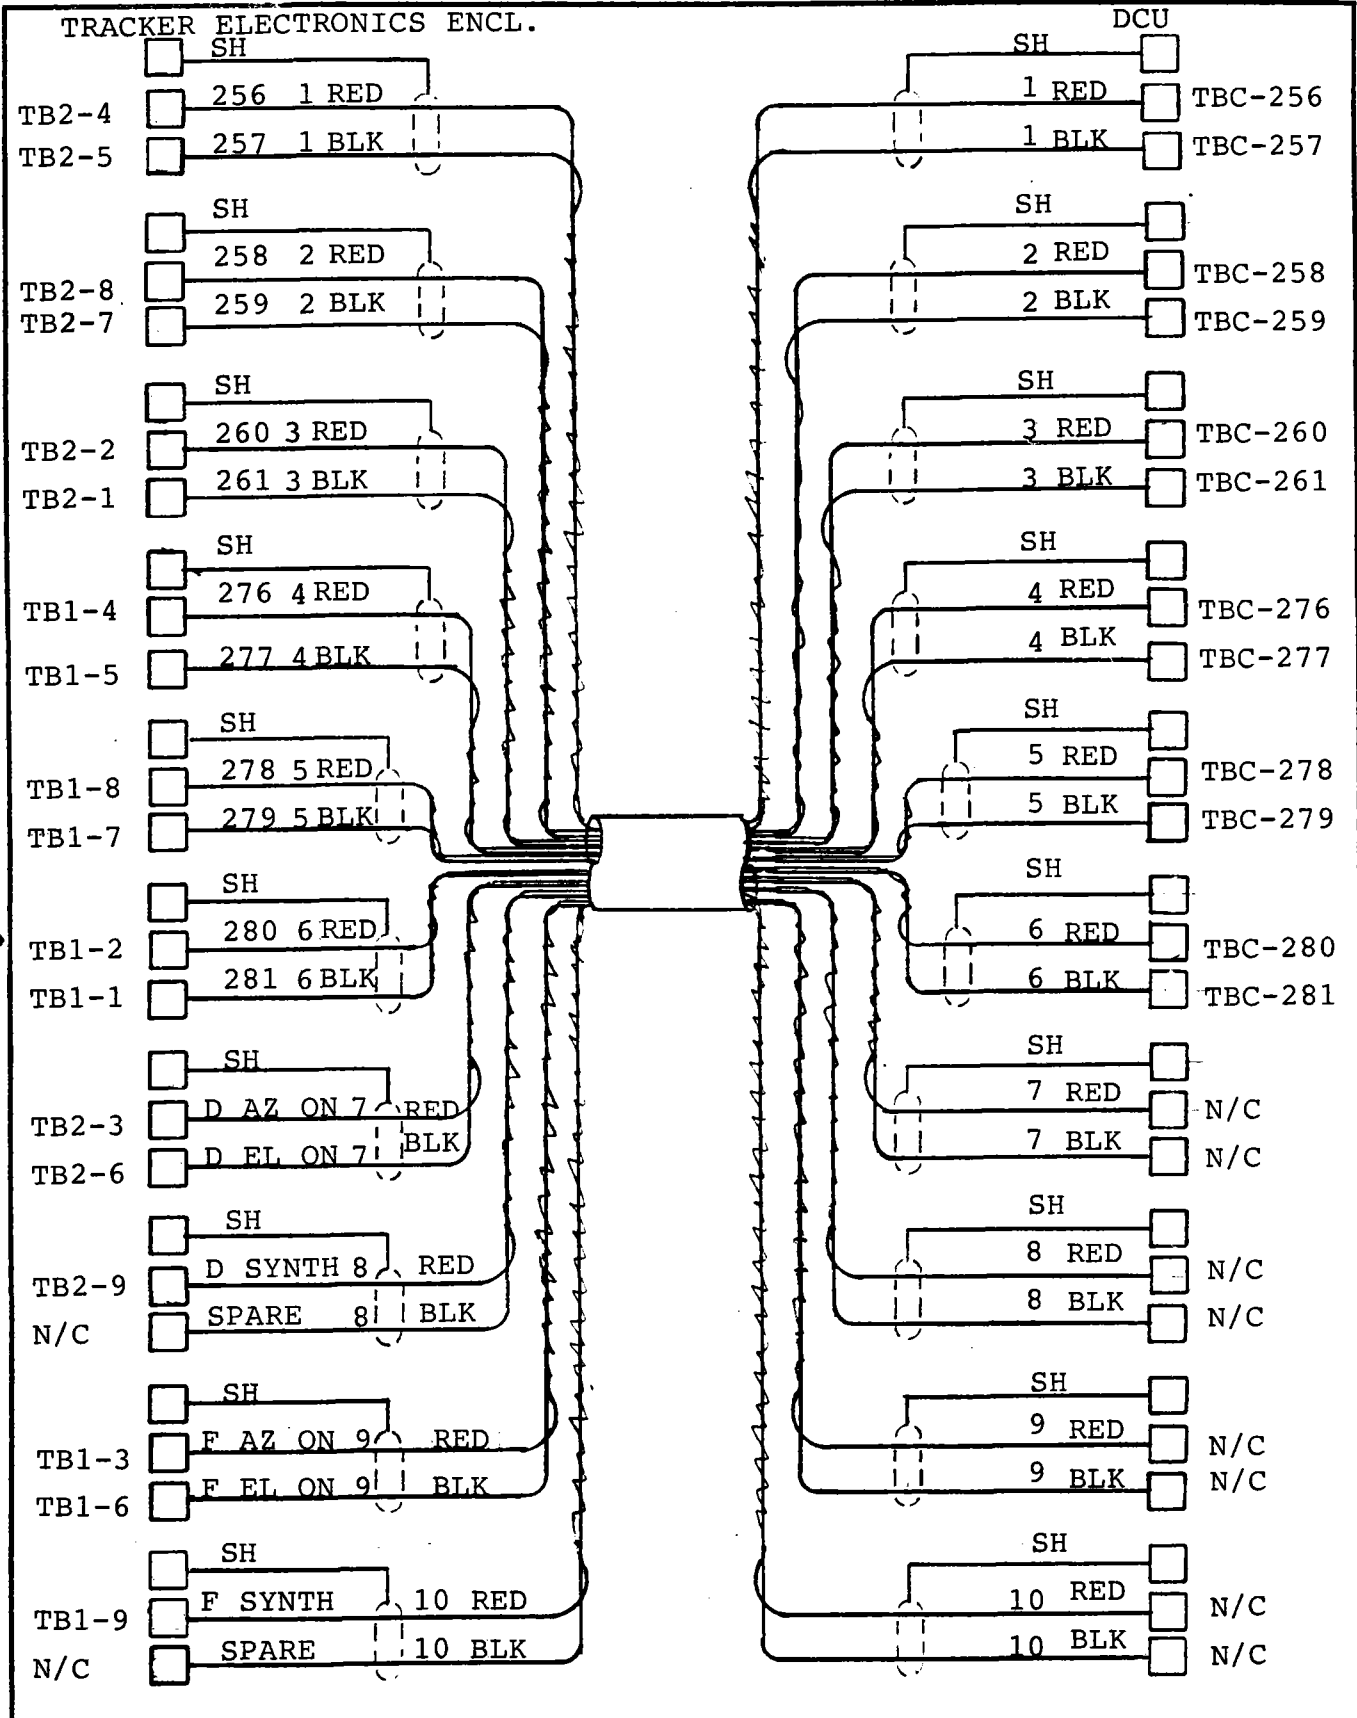 TRACKER ELECTRONICS ENCL.
DCU
SH
TB2-4 256 1 RED
TB2-5 257 1 BLK
SH
TB2-8 258 2 RED
TB2-7 259 2 BLK
SH
TB2-2 260 3 RED
TB2-1 261 3 BLK
SH
TB1-4 276 4 RED
TB1-5 277 4 BLK
SH
TB1-8 278 5 RED
TB1-7 279 5 BLK
SH
TB1-2 280 6 RED
TB1-1 281 6 BLK
SH
TB2-3 D AZ ON 7 RED
TB2-6 D EL ON 7 BLK
SH
TB2-9 D SYNTH 8 RED
N/C SPARE 8 BLK
SH
TB1-3 F AZ ON 9 RED
TB1-6 F EL ON 9 BLK
SH
TB1-9 F SYNTH 10 RED
N/C SPARE 10 BLK
SH
1 RED TBC-256
1 BLK TBC-257
SH
2 RED TBC-258
2 BLK TBC-259
SH
3 RED TBC-260
3 BLK TBC-261
SH
4 RED TBC-276
4 BLK TBC-277
SH
5 RED TBC-278
5 BLK TBC-279
SH
6 RED TBC-280
6 BLK TBC-281
SH
7 RED N/C
7 BLK N/C
SH
8 RED N/C
8 BLK N/C
SH
9 RED N/C
9 BLK N/C
SH
10 RED N/C
10 BLK N/C